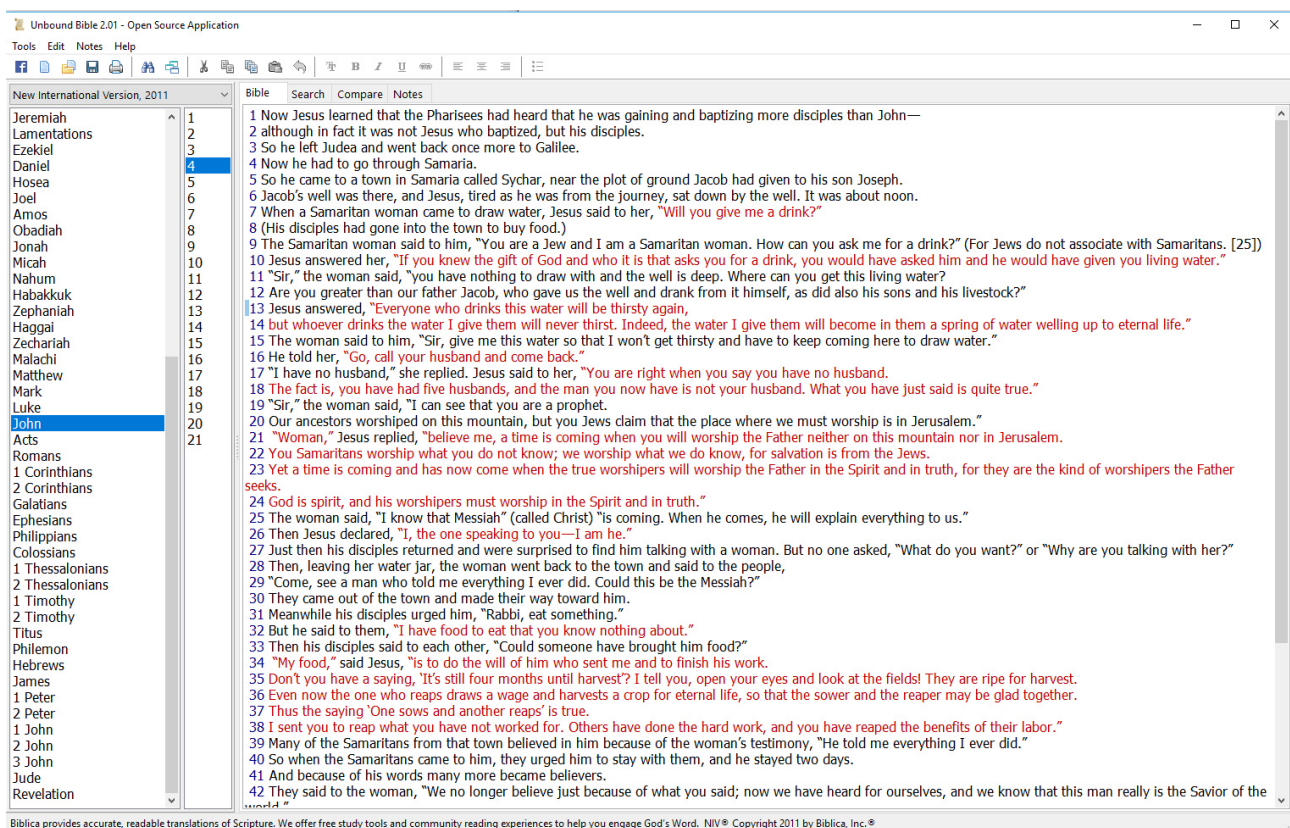 Unbound Bible 2.01 - Open Source Application
Tools Edit Notes Help
B I U
New International Version, 2011
Bible Search Compare Notes
Jeremiah
Lamentations
Ezekiel
Daniel
Hosea
Joel
Amos
Obadiah
Jonah
Micah
Nahum
Habakkuk
Zephaniah
Haggai
Zechariah
Malachi
Matthew
Mark
Luke
John
Acts
Romans
1 Corinthians
2 Corinthians
Galatians
Ephesians
Philippians
Colossians
1 Thessalonians
2 Thessalonians
1 Timothy
2 Timothy
Titus
Philemon
Hebrews
James
1 Peter
2 Peter
1 John
2 John
3 John
Jude
Revelation
1
2
3
4
5
6
7
8
9
10
11
12
13
14
15
16
17
18
19
20
21
1 Now Jesus learned that the Pharisees had heard that he was gaining and baptizing more disciples than John—
2 although in fact it was not Jesus who baptized, but his disciples.
3 So he left Judea and went back once more to Galilee.
4 Now he had to go through Samaria.
5 So he came to a town in Samaria called Sychar, near the plot of ground Jacob had given to his son Joseph.
6 Jacob’s well was there, and Jesus, tired as he was from the journey, sat down by the well. It was about noon.
7 When a Samaritan woman came to draw water, Jesus said to her, “Will you give me a drink?”
8 (His disciples had gone into the town to buy food.)
9 The Samaritan woman said to him, “You are a Jew and I am a Samaritan woman. How can you ask me for a drink?” (For Jews do not associate with Samaritans. [25])
10 Jesus answered her, “If you knew the gift of God and who it is that asks you for a drink, you would have asked him and he would have given you living water.”
11 “Sir,” the woman said, “you have nothing to draw with and the well is deep. Where can you get this living water?
12 Are you greater than our father Jacob, who gave us the well and drank from it himself, as did also his sons and his livestock?”
13 Jesus answered, “Everyone who drinks this water will be thirsty again,
14 but whoever drinks the water I give them will never thirst. Indeed, the water I give them will become in them a spring of water welling up to eternal life.”
15 The woman said to him, “Sir, give me this water so that I won’t get thirsty and have to keep coming here to draw water.”
16 He told her, “Go, call your husband and come back.”
17 “I have no husband,” she replied. Jesus said to her, “You are right when you say you have no husband.
18 The fact is, you have had five husbands, and the man you now have is not your husband. What you have just said is quite true.”
19 “Sir,” the woman said, “I can see that you are a prophet.
20 Our ancestors worshiped on this mountain, but you Jews claim that the place where we must worship is in Jerusalem.”
21 “Woman,” Jesus replied, “believe me, a time is coming when you will worship the Father neither on this mountain nor in Jerusalem.
22 You Samaritans worship what you do not know; we worship what we do know, for salvation is from the Jews.
23 Yet a time is coming and has now come when the true worshipers will worship the Father in the Spirit and in truth, for they are the kind of worshipers the Father
seeks.
24 God is spirit, and his worshipers must worship in the Spirit and in truth.”
25 The woman said, “I know that Messiah” (called Christ) “is coming. When he comes, he will explain everything to us.”
26 Then Jesus declared, “I, the one speaking to you—I am he.”
27 Just then his disciples returned and were surprised to find him talking with a woman. But no one asked, “What do you want?” or “Why are you talking with her?”
28 Then, leaving her water jar, the woman went back to the town and said to the people,
29 “Come, see a man who told me everything I ever did. Could this be the Messiah?”
30 They came out of the town and made their way toward him.
31 Meanwhile his disciples urged him, “Rabbi, eat something.”
32 But he said to them, “I have food to eat that you know nothing about.”
33 Then his disciples said to each other, “Could someone have brought him food?”
34 “My food,” said Jesus, “is to do the will of him who sent me and to finish his work.
35 Don’t you have a saying, ‘It’s still four months until harvest’? I tell you, open your eyes and look at the fields! They are ripe for harvest.
36 Even now the one who reaps draws a wage and harvests a crop for eternal life, so that the sower and the reaper may be glad together.
37 Thus the saying ‘One sows and another reaps’ is true.
38 I sent you to reap what you have not worked for. Others have done the hard work, and you have reaped the benefits of their labor.”
39 Many of the Samaritans from that town believed in him because of the woman’s testimony, “He told me everything I ever did.”
40 So when the Samaritans came to him, they urged him to stay with them, and he stayed two days.
41 And because of his words many more became believers.
42 They said to the woman, “We no longer believe just because of what you said; now we have heard for ourselves, and we know that this man really is the Savior of the
world.”
Biblica provides accurate, readable translations of Scripture. We offer free study tools and community reading experiences to help you engage God's Word. NIV® Copyright 2011 by Biblica, Inc.®